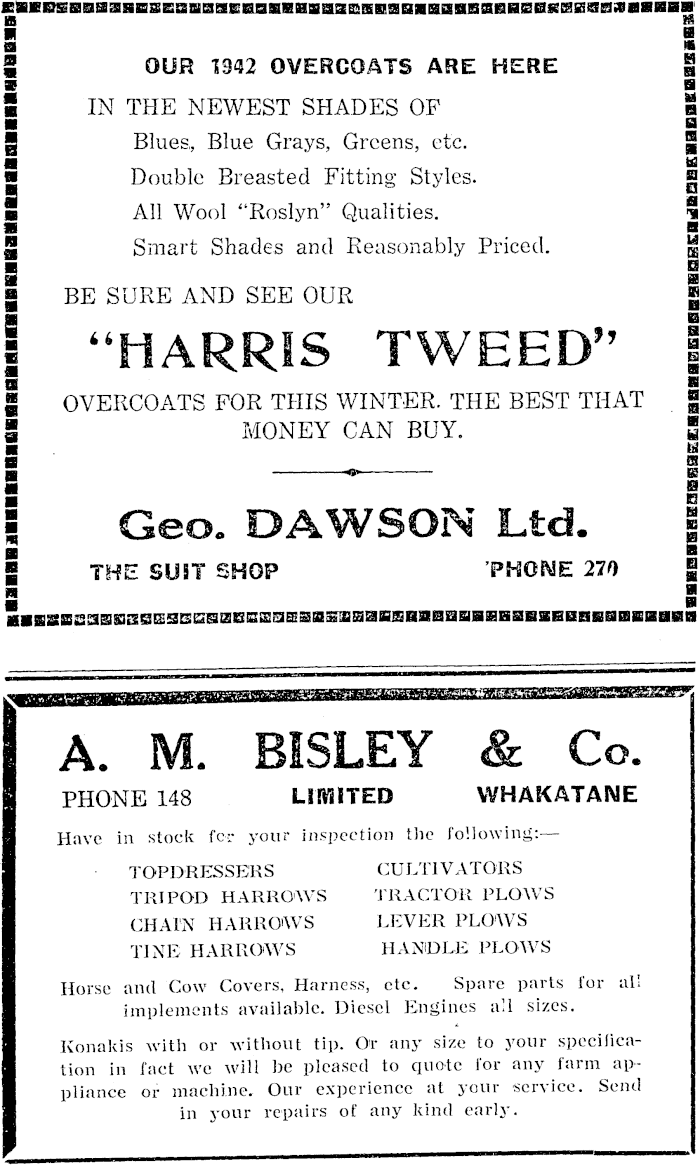 OUR 1942 OVERCOATS ARE HERE
IN THE NEWEST SHADES OF
Blues, Blue Grays, Greens, etc.
Double Breasted Fitting Styles.
All Wool "Roslyn" Qualities.
Smart Shades and Reasonably Priced.
BE SURE AND SEE OUR
"HARRIS TWEED"
OVERCOATS FOR THIS WINTER. THE BEST THAT
MONEY CAN BUY.
Geo. DAWSON Ltd.
THE SUIT SHOP 'PHONE 270
A. M. BISLEY & Co.
PHONE 148 LIMITED WHAKATANE
Have in stock for your inspection the following:—
TOPDRESSERS CULTIVATORS
TRIPOD HARROWS TRACTOR PLOWS
CHAIN HARROWS LEVER PLOWS
TINE HARROWS HANDLE PLOWS
Horse and Cow Covers, Harness, etc. Spare parts for all
implements available. Diesel Engines all sizes.
Konakis with or without tip. Or any size to your specifica-
tion in fact we will be pleased to quote for any farm ap-
pliance or machine. Our experience at your service. Send
in your repairs of any kind early.